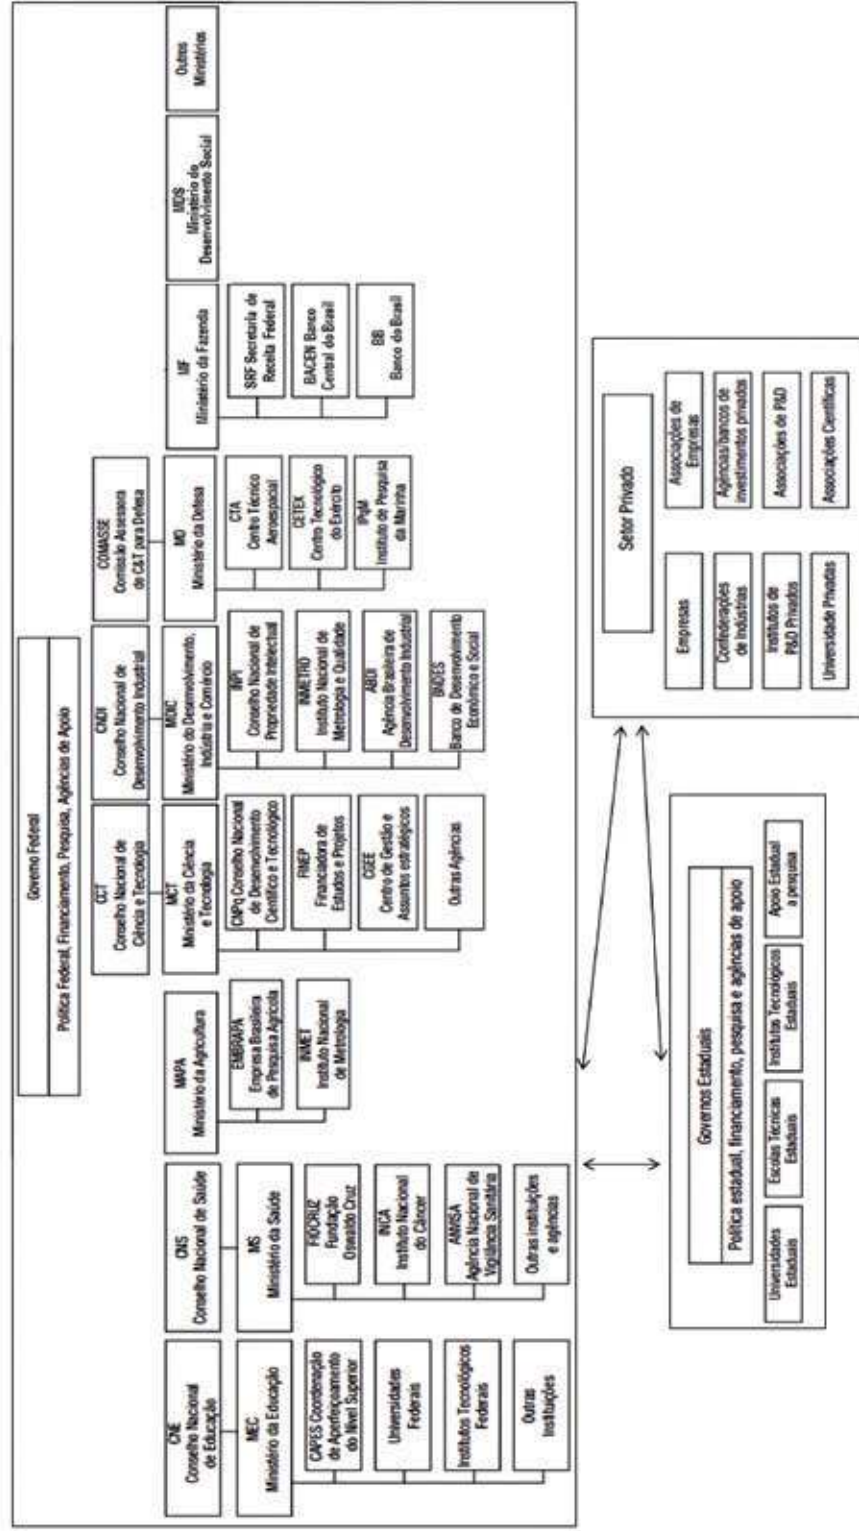 Governo Federal
Política Federal, Financiamento, Pesquisa, Agências de Apoio
CNE
Conselho Nacional
de Educação
MEC
Ministério da Educação
CAPES Coordenação
de Aperfeiçoamento
do Nível Superior
Universidades
Federais
Institutos Tecnológicos
Federais
Outras
Instituições
CNS
Conselho Nacional de Saúde
MS
Ministério da Saúde
FIOCRUZ
Fundação
Oswaldo Cruz
INCA
Instituto Nacional
do Câncer
ANVISA
Agência Nacional de
Vigilância Sanitária
Outras instituições
e agências
MAPA
Ministério da Agricultura
EMBRAPA
Empresa Brasileira
de Pesquisa Agrícola
INMET
Instituto Nacional
de Metrologia
CCT
Conselho Nacional de
Ciência e Tecnologia
MCT
Ministério da Ciência
e Tecnologia
CNPq Conselho Nacional
de Desenvolvimento
Científico e Tecnológico
FINEP
Financiadora de
Estudos e Projetos
CGEE
Centro de Gestão e
Assuntos estratégicos
Outras Agências
CNDI
Conselho Nacional de
Desenvolvimento Industrial
MDIC
Ministério do Desenvolvimento,
Indústria e Comércio
INPI
Conselho Nacional de
Propriedade Intelectual
INMETRO
Instituto Nacional de
Metrologia e Qualidade
ABDI
Agência Brasileira de
Desenvolvimento Industrial
BNDES
Banco de Desenvolvimento
Econômico e Social
COMASSE
Comissão Assessora
de C&T para Defesa
MD
Ministério da Defesa
CTA
Centro Técnico
Aeroespacial
CETEX
Centro Tecnológico
do Exército
IPqM
Instituto de Pesquisa
da Marinha
MF
Ministério da Fazenda
SRF Secretaria de
Receita Federal
BACEN Banco
Central do Brasil
BB
Banco do Brasil
MDS
Ministério do
Desenvolvimento Social
Outros
Ministérios
Governos Estaduais
Política estadual, financiamento, pesquisa e agências de apoio
Universidades
Estaduais
Escolas Técnicas
Estaduais
Institutos Tecnológicos
Estaduais
Apoio Estadual
a pesquisa
Setor Privado
Empresas
Associações de
Empresas
Confederações
de Indústrias
Agências/bancos de
investimentos privados
Institutos de
P&D Privados
Associações de P&D
Universidade Privadas
Associações Científicas